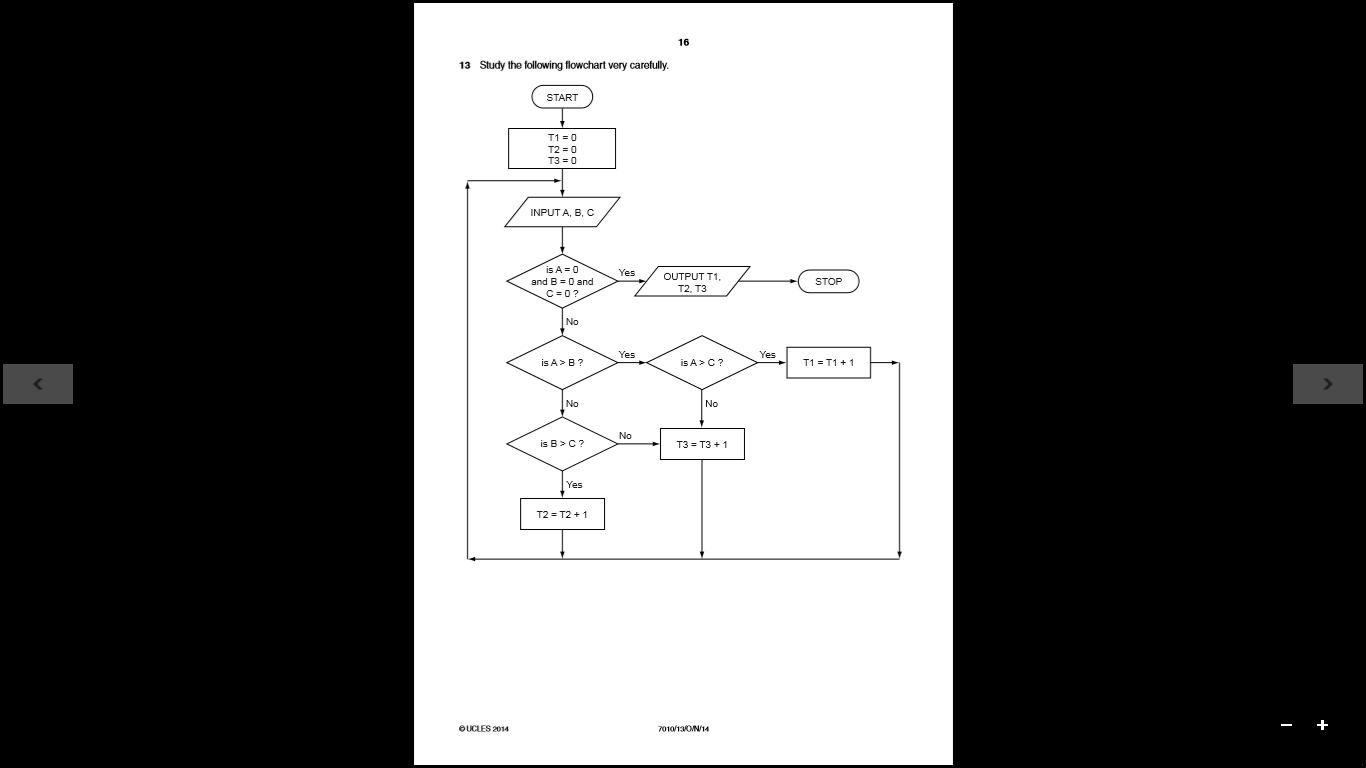 16
13 Study the following flowchart very carefully.
START
T1 = 0
T2 = 0
T3 = 0
INPUT A, B, C
is A = 0
and B = 0 and
C = 0 ?
Yes
OUTPUT T1,
T2, T3
STOP
No
is A > B ?
Yes
is A > C ?
Yes
T1 = T1 + 1
No
No
is B > C ?
No
T3 = T3 + 1
Yes
T2 = T2 + 1
© UCLES 2014
7010/13/O/N/14